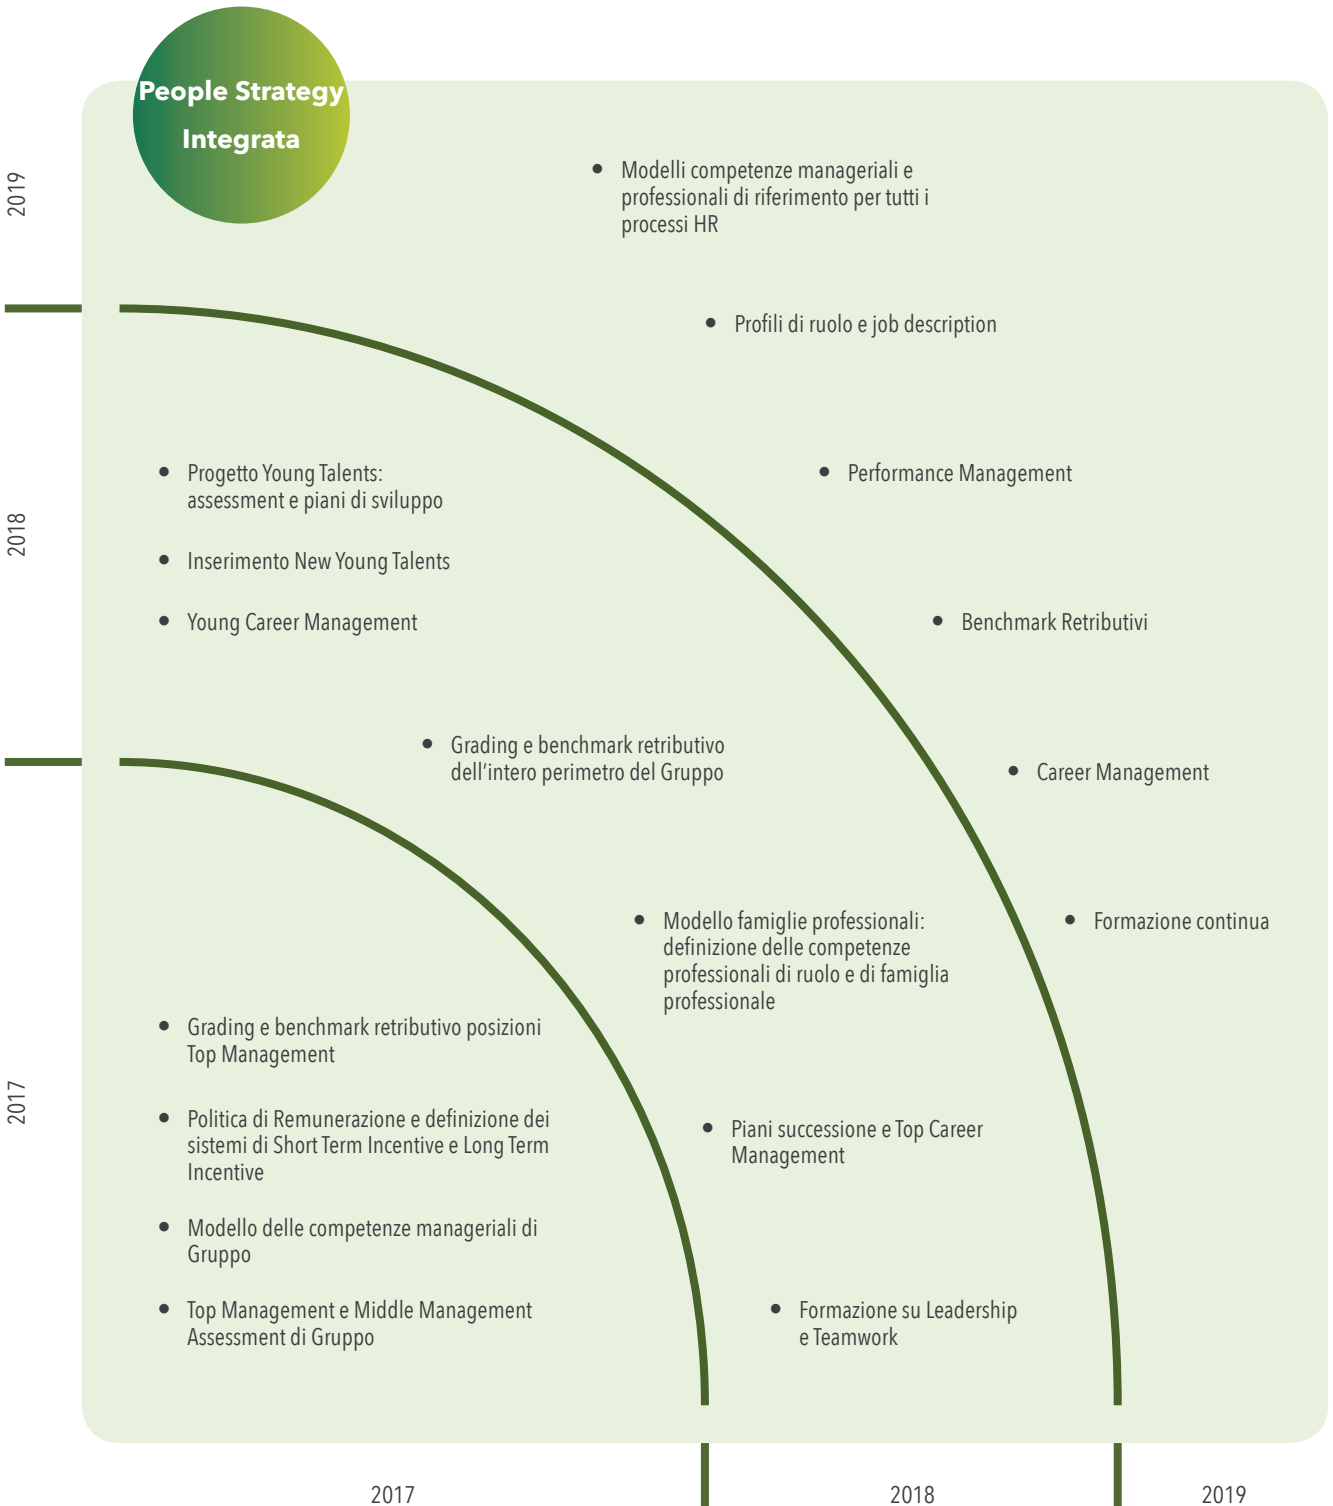 People Strategy
Integrata
2019
• Modelli competenze manageriali e
professionali di riferimento per tutti i
processi HR
• Profili di ruolo e job description
2018
• Progetto Young Talents:
assessment e piani di sviluppo
• Performance Management
• Inserimento New Young Talents
• Young Career Management
• Benchmark Retributivi
• Grading e benchmark retributivo
dell’intero perimetro del Gruppo
• Career Management
• Modello famiglie professionali:
definizione delle competenze
professionali di ruolo e di famiglia
professionale
• Formazione continua
2017
• Grading e benchmark retributivo posizioni
Top Management
• Politica di Remunerazione e definizione dei
sistemi di Short Term Incentive e Long Term
Incentive
• Piani successione e Top Career
Management
• Modello delle competenze manageriali di
Gruppo
• Top Management e Middle Management
Assessment di Gruppo
• Formazione su Leadership
e Teamwork
2017
2018
2019